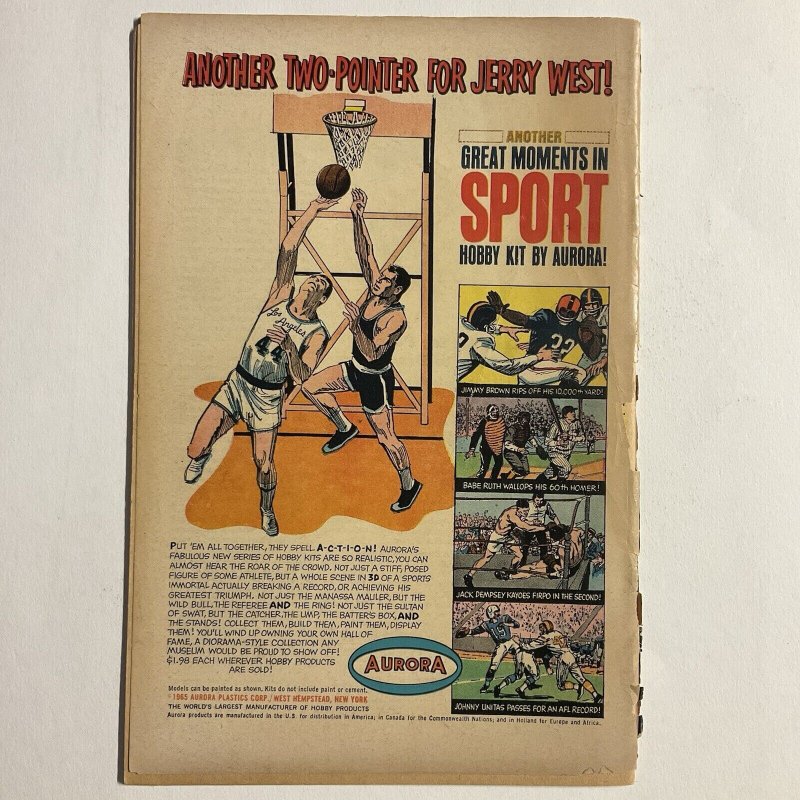 ANOTHER TWO-POINTER FOR JERRY WEST!
ANOTHER
GREAT MOMENTS IN
SPORT
HOBBY KIT BY AURORA!
Los
Angeles
44
32
JIMMY BROWN RIPS OFF HIS 10,000th YARD!
BABE RUTH WALLOPS HIS 60th HOMER!
JACK DEMPSEY KAYOES FIRPO IN THE SECOND!
JOHNNY UNITAS PASSES FOR AN AFL RECORD!
PUT 'EM ALL TOGETHER, THEY SPELL A-C-T-I-O-N! AURORA'S
FABULOUS NEW SERIES OF HOBBY KITS ARE SO REALISTIC, YOU CAN
ALMOST HEAR THE ROAR OF THE CROWD. NOT JUST A STIFF, POSED
FIGURE OF SOME ATHLETE, BUT A WHOLE SCENE IN 3D OF A SPORTS
IMMORTAL ACTUALLY BREAKING A RECORD, OR ACHIEVING HIS
GREATEST TRIUMPH. NOT JUST THE MANASSA MAULER, BUT THE
WILD BULL, THE REFEREE AND THE RING! NOT JUST THE SULTAN
OF SWAT, BUT THE CATCHER, THE UMP, THE BATTER'S BOX, AND
THE STANDS! COLLECT THEM, BUILD THEM, PAINT THEM, DISPLAY
THEM! YOU'LL WIND UP OWNING YOUR OWN HALL OF
FAME, A DIORAMA-STYLE COLLECTION ANY
MUSEUM WOULD BE PROUD TO SHOW OFF!
$1.98 EACH WHEREVER HOBBY PRODUCTS
ARE SOLD!
AURORA
Models can be painted as shown. Kits do not include paint or cement.
© 1965 AURORA PLASTICS CORP., WEST HEMPSTEAD, NEW YORK
THE WORLD'S LARGEST MANUFACTURER OF HOBBY PRODUCTS
Aurora products are manufactured in the U.S. for distribution in America; in Canada for the Commonwealth Nations; and in Holland for Europe and Africa.